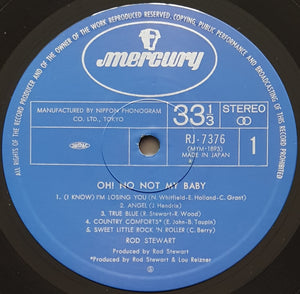 ALL RIGHTS OF THE RECORD PRODUCER AND OF THE OWNER OF THE WORK REPRODUCED RESERVED. COPYING, PUBLIC PERFORMANCE AND BROADCASTING OF THIS RECORD PROHIBITED.
mercury
MANUFACTURED BY NIPPON PHONOGRAM
CO. LTD., TOKYO
33 1/3
STEREO
RJ-7376
(MYM-1893)
MADE IN JAPAN
1
OH! NO NOT MY BABY
1. (I KNOW) I'M LOSING YOU (N. Whitfield-E. Holland-C. Grant)
2. ANGEL (J. Hendrix)
3. TRUE BLUE (R. Stewart-R. Wood)
4. COUNTRY COMFORTS* (E. John-B. Taupin)
5. SWEET LITTLE ROCK 'N ROLLER (C. Berry)
ROD STEWART
Produced by Rod Stewart
*Produced by Rod Stewart & Lou Reizner